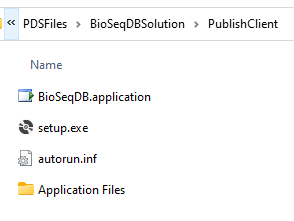 « PDSFiles > BioSeqDBSolution > PublishClient
Name
BioSeqDB.application
setup.exe
autorun.inf
Application Files